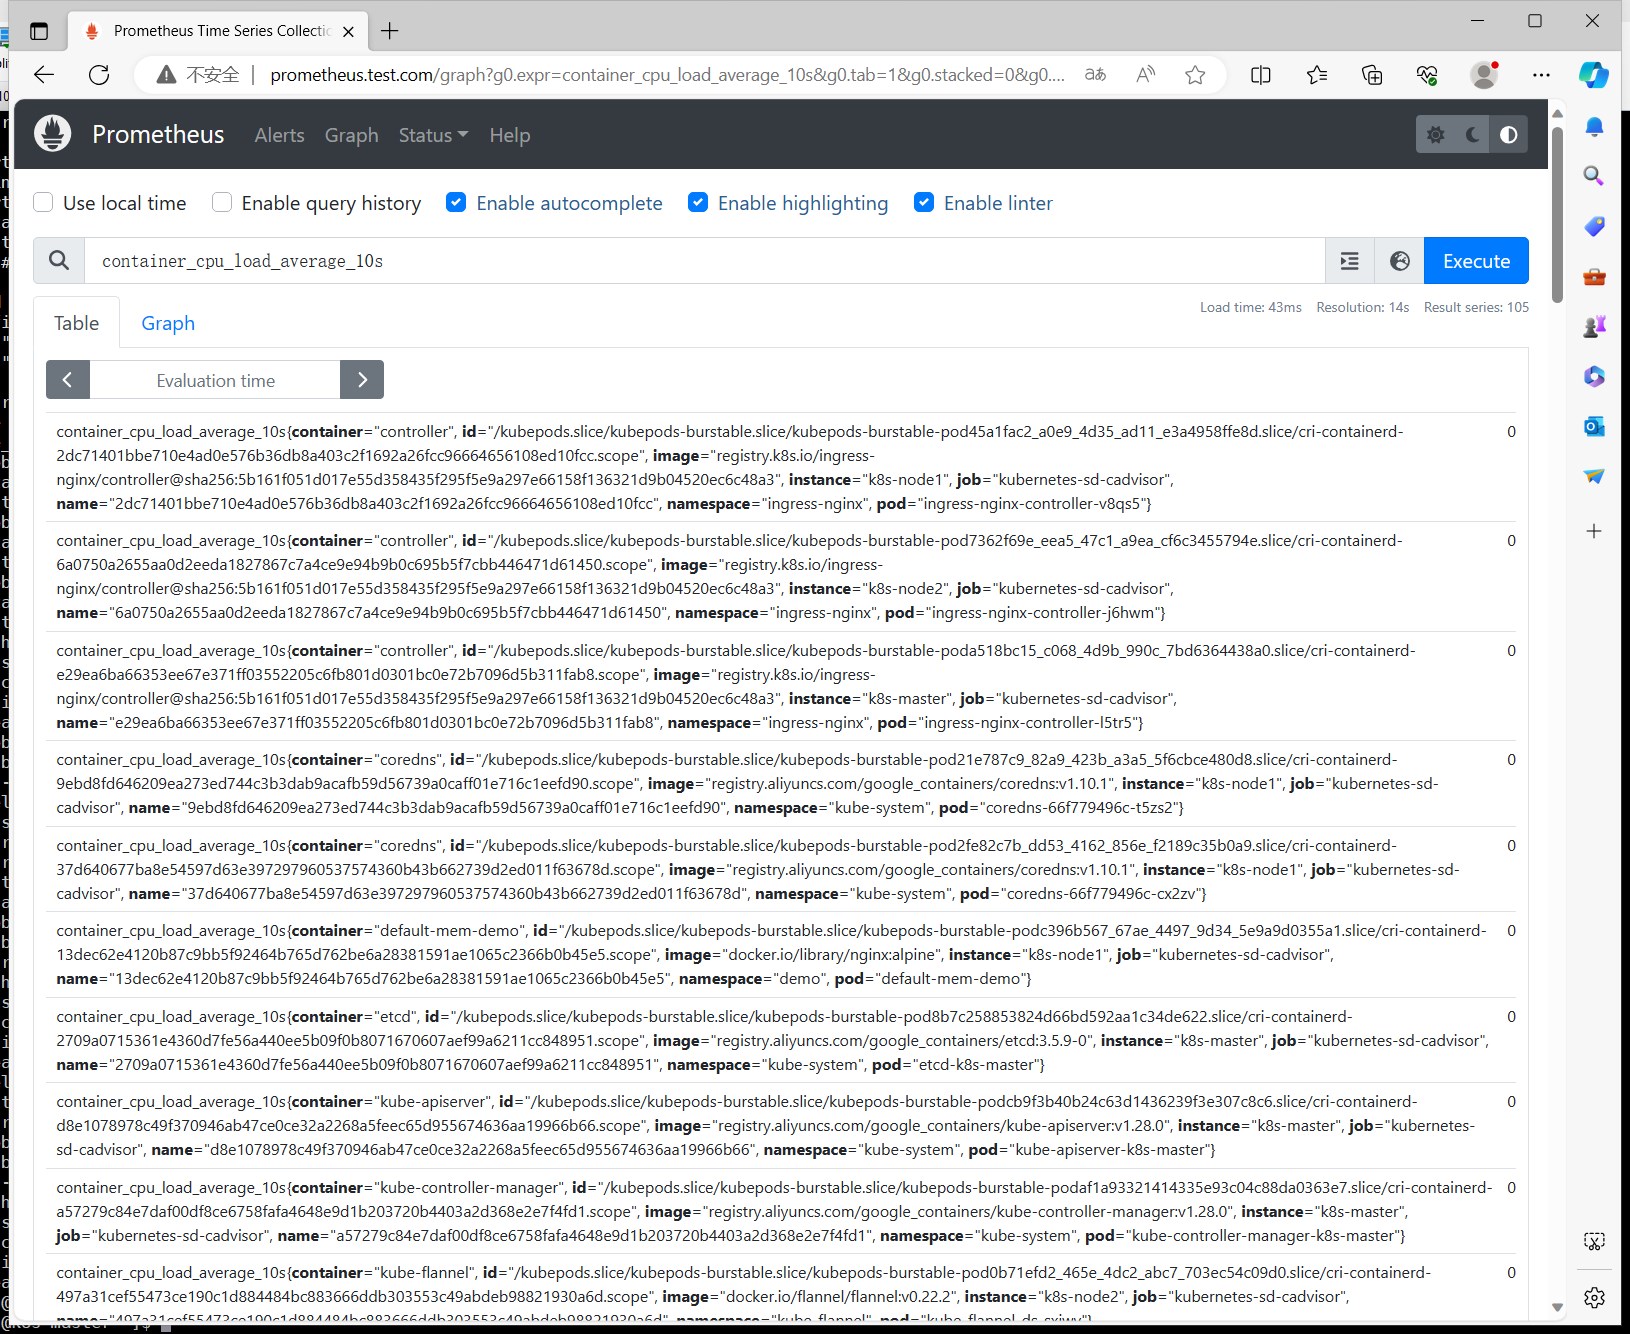 Prometheus Time Series Collectio
不安全
prometheus.test.com/graph?g0.expr=container_cpu_load_average_10s&g0.tab=1&g0.stacked=0&g0....
Prometheus Alerts Graph Status Help
Use local time Enable query history Enable autocomplete Enable highlighting Enable linter
container_cpu_load_average_10s
Execute
Table Graph
Load time: 43ms Resolution: 14s Result series: 105
Evaluation time
container_cpu_load_average_10s{container="controller", id="/kubepods.slice/kubepods-burstable.slice/kubepods-burstable-pod45a1fac2_a0e9_4d35_ad11_e3a4958ffe8d.slice/cri-containerd- 0
2dc71401bbe710e4ad0e576b36db8a403c2f1692a26fcc96664656108ed10fcc.scope", image="registry.k8s.io/ingress-
nginx/controller@sha256:5b161f051d017e55d358435f295f5e9a297e66158f136321d9b04520ec6c48a3", instance="k8s-node1", job="kubernetes-sd-cadvisor",
name="2dc71401bbe710e4ad0e576b36db8a403c2f1692a26fcc96664656108ed10fcc", namespace="ingress-nginx", pod="ingress-nginx-controller-v8qs5"}
container_cpu_load_average_10s{container="controller", id="/kubepods.slice/kubepods-burstable.slice/kubepods-burstable-pod7362f69e_eea5_47c1_a9ea_cf6c3455794e.slice/cri-containerd- 0
6a0750a2655aa0d2eeda1827867c7a4ce9e94b9b0c695b5f7cbb446471d61450.scope", image="registry.k8s.io/ingress-
nginx/controller@sha256:5b161f051d017e55d358435f295f5e9a297e66158f136321d9b04520ec6c48a3", instance="k8s-node2", job="kubernetes-sd-cadvisor",
name="6a0750a2655aa0d2eeda1827867c7a4ce9e94b9b0c695b5f7cbb446471d61450", namespace="ingress-nginx", pod="ingress-nginx-controller-j6hwm"}
container_cpu_load_average_10s{container="controller", id="/kubepods.slice/kubepods-burstable.slice/kubepods-burstable-poda518bc15_c068_4d9b_990c_7bd6364438a0.slice/cri-containerd- 0
e29ea6ba66353ee67e371ff03552205c6fb801d0301bc0e72b7096d5b311fab8.scope", image="registry.k8s.io/ingress-
nginx/controller@sha256:5b161f051d017e55d358435f295f5e9a297e66158f136321d9b04520ec6c48a3", instance="k8s-master", job="kubernetes-sd-cadvisor",
name="e29ea6ba66353ee67e371ff03552205c6fb801d0301bc0e72b7096d5b311fab8", namespace="ingress-nginx", pod="ingress-nginx-controller-l5tr5"}
container_cpu_load_average_10s{container="coredns", id="/kubepods.slice/kubepods-burstable.slice/kubepods-burstable-pod21e787c9_82a9_423b_a3a5_5f6cbce480d8.slice/cri-containerd- 0
9ebd8fd646209ea273ed744c3b3dab9acafb59d56739a0caff01e716c1eefd90.scope", image="registry.aliyuncs.com/google_containers/coredns:v1.10.1", instance="k8s-node1", job="kubernetes-sd-
cadvisor", name="9ebd8fd646209ea273ed744c3b3dab9acafb59d56739a0caff01e716c1eefd90", namespace="kube-system", pod="coredns-66f779496c-t5zs2"}
container_cpu_load_average_10s{container="coredns", id="/kubepods.slice/kubepods-burstable.slice/kubepods-burstable-pod2fe82c7b_dd53_4162_856e_f2189c35b0a9.slice/cri-containerd- 0
37d640677ba8e54597d63e397297960537574360b43b662739d2ed011f63678d.scope", image="registry.aliyuncs.com/google_containers/coredns:v1.10.1", instance="k8s-node1", job="kubernetes-sd-
cadvisor", name="37d640677ba8e54597d63e397297960537574360b43b662739d2ed011f63678d", namespace="kube-system", pod="coredns-66f779496c-cx2zv"}
container_cpu_load_average_10s{container="default-mem-demo", id="/kubepods.slice/kubepods-burstable.slice/kubepods-burstable-podc396b567_67ae_4497_9d34_5e9a9d0355a1.slice/cri-containerd- 0
13dec62e4120b87c9bb5f92464b765d762be6a28381591ae1065c2366b0b45e5.scope", image="docker.io/library/nginx:alpine", instance="k8s-node1", job="kubernetes-sd-cadvisor",
name="13dec62e4120b87c9bb5f92464b765d762be6a28381591ae1065c2366b0b45e5", namespace="demo", pod="default-mem-demo"}
container_cpu_load_average_10s{container="etcd", id="/kubepods.slice/kubepods-burstable.slice/kubepods-burstable-pod8b7c258853824d66bd592aa1c34de622.slice/cri-containerd- 0
2709a0715361e4360d7fe56a440ee5b09f0b8071670607aef99a6211cc848951.scope", image="registry.aliyuncs.com/google_containers/etcd:3.5.9-0", instance="k8s-master", job="kubernetes-sd-cadvisor",
name="2709a0715361e4360d7fe56a440ee5b09f0b8071670607aef99a6211cc848951", namespace="kube-system", pod="etcd-k8s-master"}
container_cpu_load_average_10s{container="kube-apiserver", id="/kubepods.slice/kubepods-burstable.slice/kubepods-burstable-podcb9f3b40b24c63d1436239f3e307c8c6.slice/cri-containerd- 0
d8e1078978c49f370946ab47ce0ce32a2268a5feec65d955674636aa19966b66.scope", image="registry.aliyuncs.com/google_containers/kube-apiserver:v1.28.0", instance="k8s-master", job="kubernetes-
sd-cadvisor", name="d8e1078978c49f370946ab47ce0ce32a2268a5feec65d955674636aa19966b66", namespace="kube-system", pod="kube-apiserver-k8s-master"}
container_cpu_load_average_10s{container="kube-controller-manager", id="/kubepods.slice/kubepods-burstable.slice/kubepods-burstable-podaf1a93321414335e93c04c88da0363e7.slice/cri-containerd- 0
a57279c84e7daf00df8ce6758fafa4648e9d1b203720b4403a2d368e2e7f4fd1.scope", image="registry.aliyuncs.com/google_containers/kube-controller-manager:v1.28.0", instance="k8s-master",
job="kubernetes-sd-cadvisor", name="a57279c84e7daf00df8ce6758fafa4648e9d1b203720b4403a2d368e2e7f4fd1", namespace="kube-system", pod="kube-controller-manager-k8s-master"}
container_cpu_load_average_10s{container="kube-flannel", id="/kubepods.slice/kubepods-burstable.slice/kubepods-burstable-pod0b71efd2_465e_4dc2_abc7_703ec54c09d0.slice/cri-containerd- 0
497a31cef55473ce190c1d884484bc883666ddb303553c49abdeb98821930a6d.scope", image="docker.io/flannel/flannel:v0.22.2", instance="k8s-node2", job="kubernetes-sd-cadvisor",